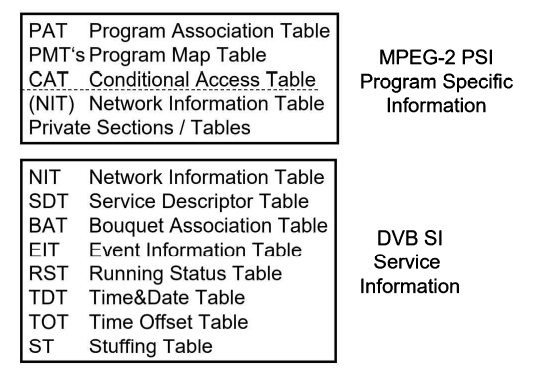 PAT Program Association Table
PMT‘s Program Map Table
CAT Conditional Access Table
(NIT) Network Information Table
Private Sections / Tables
MPEG-2 PSI
Program Specific
Information
NIT Network Information Table
SDT Service Descriptor Table
BAT Bouquet Association Table
EIT Event Information Table
RST Running Status Table
TDT Time&Date Table
TOT Time Offset Table
ST Stuffing Table
DVB SI
Service
Information